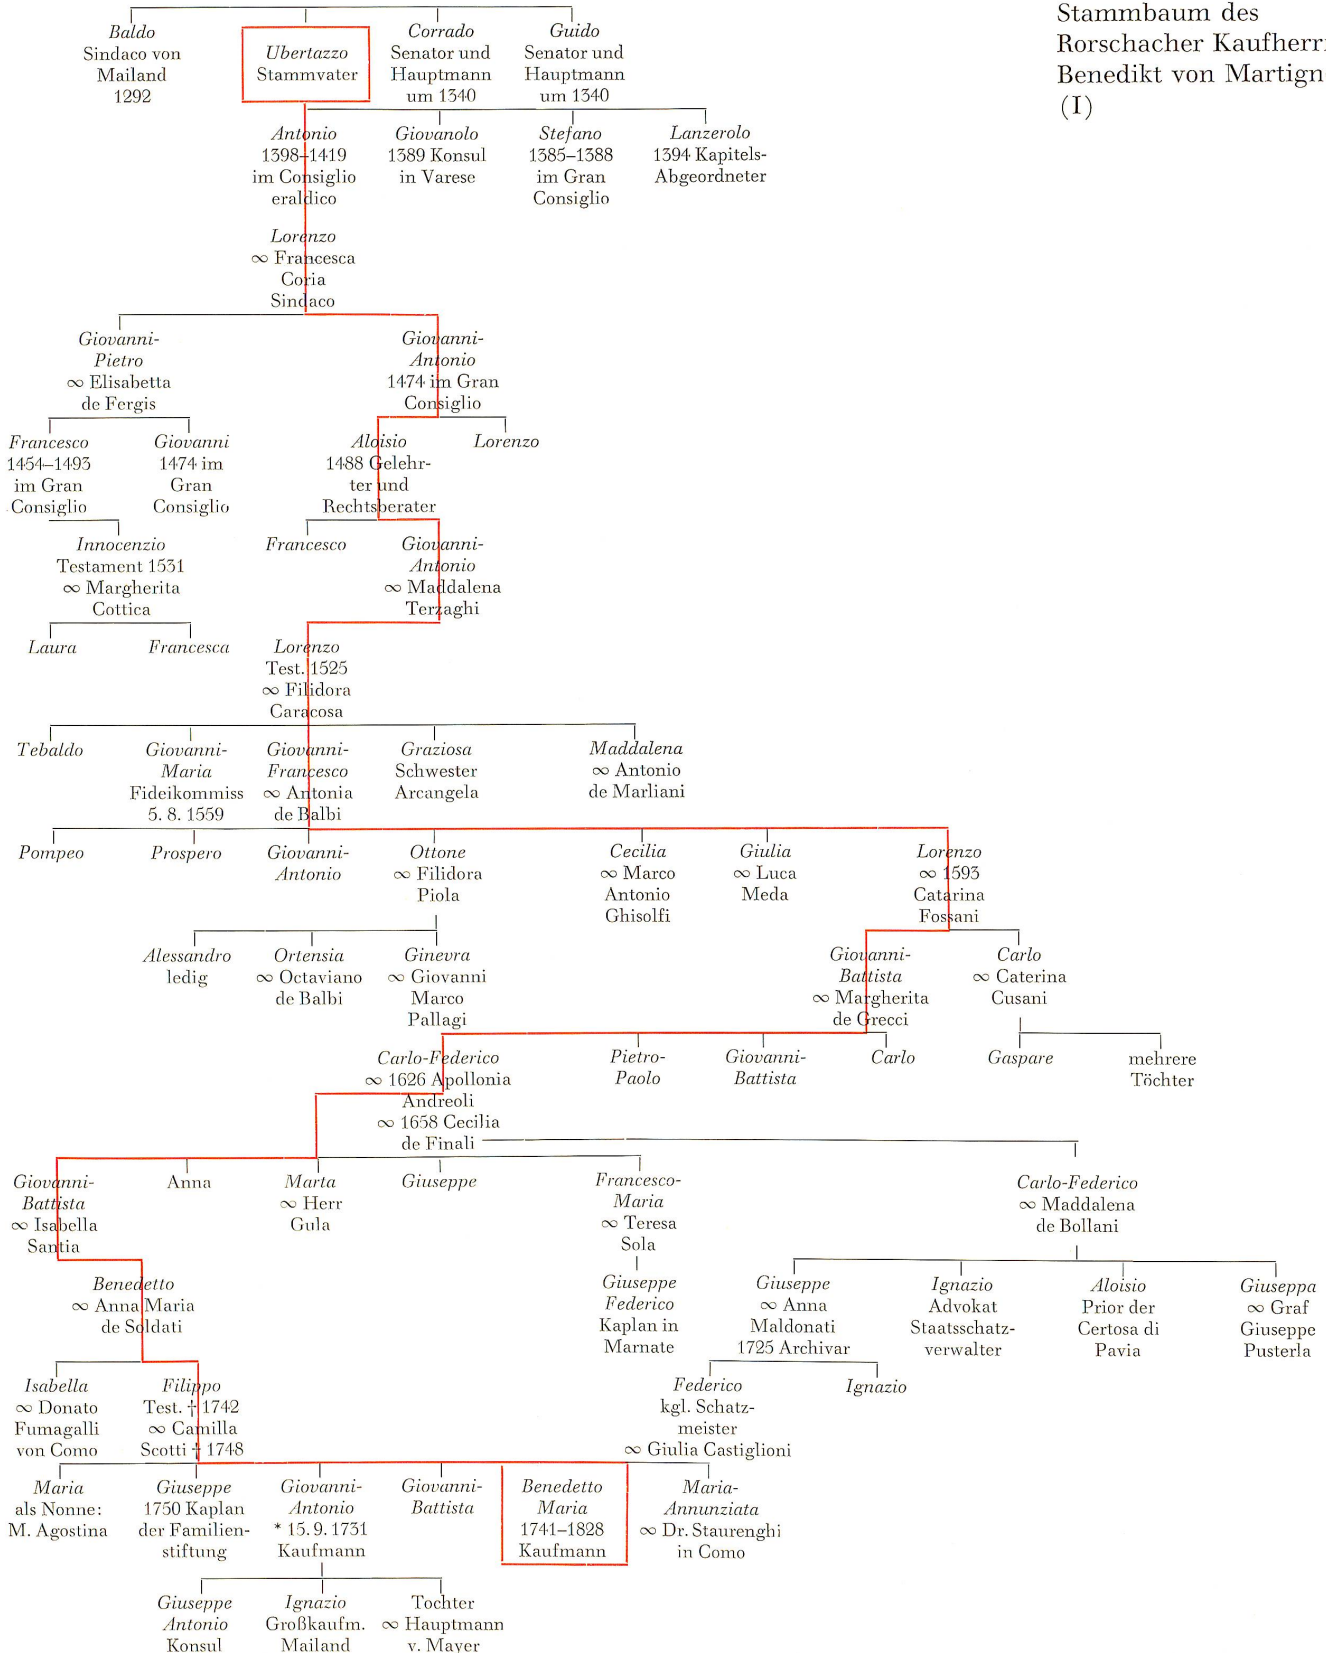 Stammbaum des
Rorschacher Kaufherr
Benedikt von Martign
(I)
Baldo
Sindaco von
Mailand
1292
Ubertazzo
Stammvater
Corrado
Senator und
Hauptmann
um 1340
Guido
Senator und
Hauptmann
um 1340
Antonio
1398–1419
im Consiglio
eraldico
Giovanolo
1389 Konsul
in Varese
Stefano
1385–1388
im Gran
Consiglio
Lanzerolo
1394 Kapitels-
Abgeordneter
Lorenzo
∞ Francesca
Coria
Sindaco
Giovanni-
Pietro
∞ Elisabetta
de Fergis
Giovanni-
Antonio
1474 im Gran
Consiglio
Francesco
1454–1493
im Gran
Consiglio
Giovanni
1474 im
Gran
Consiglio
Aloisio
1488 Gelehr-
ter und
Rechtsberater
Lorenzo
Innocenzio
Testament 1531
∞ Margherita
Cottica
Francesco
Giovanni-
Antonio
∞ Maddalena
Terzaghi
Laura
Francesca
Lorenzo
Test. 1525
∞ Filidora
Caracosa
Tebaldo
Giovanni-
Maria
Fideikommiss
5. 8. 1559
Giovanni-
Francesco
∞ Antonia
de Balbi
Graziosa
Schwester
Arcangela
Maddalena
∞ Antonio
de Marliani
Pompeo
Prospero
Giovanni-
Antonio
Ottone
∞ Filidora
Piola
Cecilia
∞ Marco
Antonio
Ghisolfi
Giulia
∞ Luca
Meda
Lorenzo
∞ 1593
Catarina
Fossani
Alessandro
ledig
Ortensia
∞ Octaviano
de Balbi
Ginevra
∞ Giovanni
Marco
Pallagi
Giovanni-
Battista
∞ Margherita
de Grecci
Carlo
∞ Caterina
Cusani
Carlo-Federico
∞ 1626 Apollonia
Andreoli
∞ 1658 Cecilia
de Finali
Pietro-
Paolo
Giovanni-
Battista
Carlo
Gaspare
mehrere
Töchter
Giovanni-
Battista
∞ Isabella
Santia
Anna
Marta
∞ Herr
Gula
Giuseppe
Francesco-
Maria
∞ Teresa
Sola
Carlo-Federico
∞ Maddalena
de Bollani
Benedetto
∞ Anna Maria
de Soldati
Giuseppe
Federico
Kaplan in
Marnate
Giuseppe
∞ Anna
Maldonati
1725 Archivar
Ignazio
Advokat
Staatsschatz-
verwalter
Aloisio
Prior der
Certosa di
Pavia
Giuseppa
∞ Graf
Giuseppe
Pusterla
Isabella
∞ Donato
Fumagalli
von Como
Filippo
Test. † 1742
∞ Camilla
Scotti † 1748
Federico
kgl. Schatz-
meister
∞ Giulia Castiglioni
Ignazio
Maria
als Nonne:
M. Agostina
Giuseppe
1750 Kaplan
der Familien-
stiftung
Giovanni-
Antonio
* 15. 9. 1731
Kaufmann
Giovanni-
Battista
Benedetto
Maria
1741–1828
Kaufmann
Maria-
Annunziata
∞ Dr. Staurenghi
in Como
Giuseppe
Antonio
Konsul
Ignazio
Großkaufm.
Mailand
Tochter
∞ Hauptmann
v. Mayer